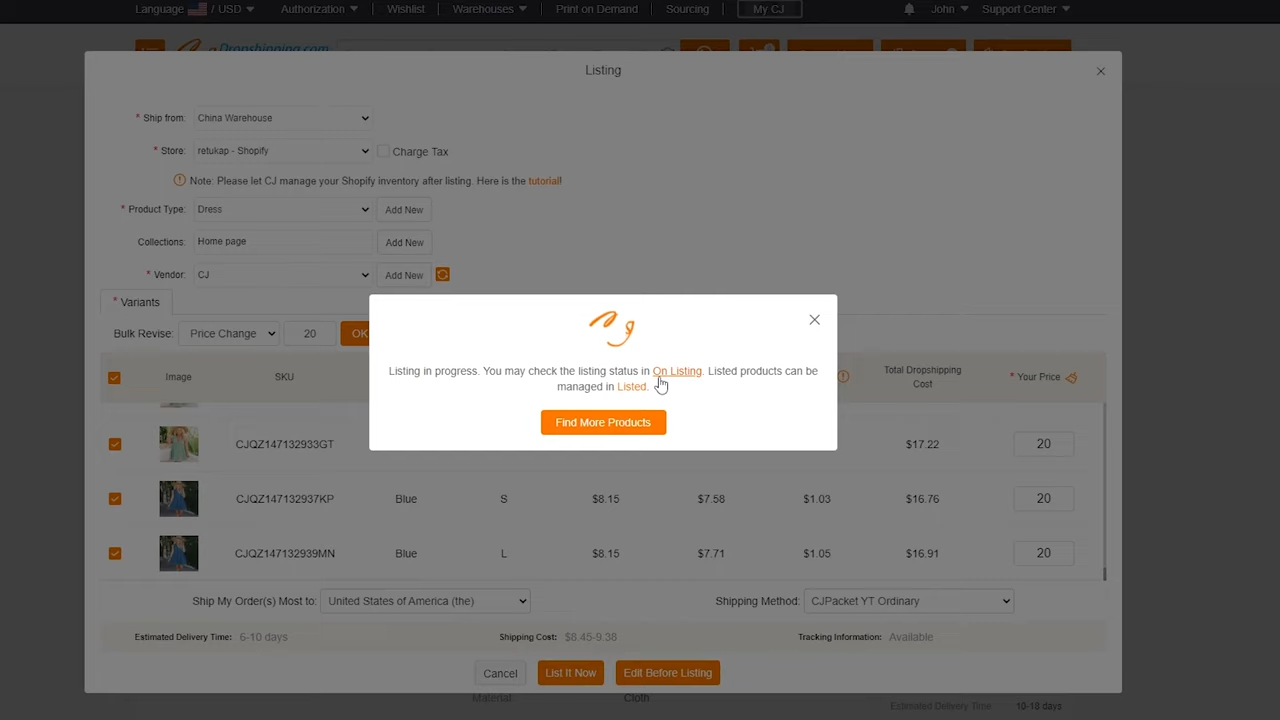 Language / USD Authorization Wishlist Warehouses Print on Demand Sourcing My CJ John Support Center
Dropshipping.com
Listing
* Ship from: China Warehouse
* Store: retukap - Shopify Charge Tax
Note: Please let CJ manage your Shopify inventory after listing. Here is the tutorial!
* Product Type: Dress Add New
Collections: Home page Add New
* Vendor: CJ Add New
* Variants
Bulk Revise: Price Change 20 OK
Listing in progress. You may check the listing status in On Listing. Listed products can be
managed in Listed.
Find More Products
Image SKU Total Dropshipping
Cost * Your Price
CJQZ147132933GT $17.22 20
CJQZ147132937KP Blue S $8.15 $7.58 $1.03 $16.76 20
CJQZ147132939MN Blue L $8.15 $7.71 $1.05 $16.91 20
Ship My Order(s) Most to: United States of America (the) Shipping Method: CJPacket YT Ordinary
Estimated Delivery Time: 6-10 days Shipping Cost: $8.45-9.38 Tracking Information: Available
Cancel List It Now Edit Before Listing
Material: Cloth
Estimated Delivery Time: 10-18 days